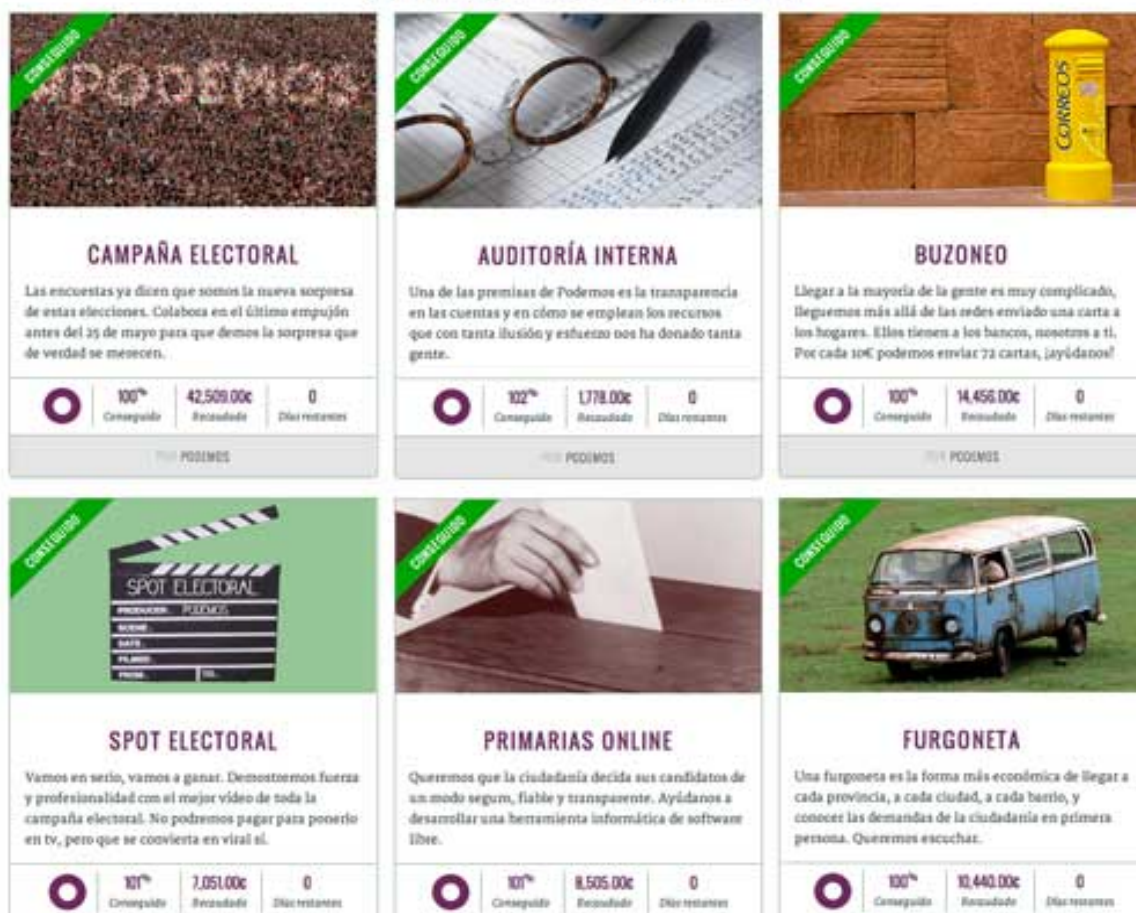 CONSEGUIDO
PODEMOS
CAMPAÑA ELECTORAL
Las encuestas ya dicen que somos la nueva sorpresa
de estas elecciones. Colabora en el último empujón
antes del 25 de mayo para que demos la sorpresa que
de verdad se merecen.
100% Conseguido
42,509.00€ Recaudado
0 Días restantes
POR PODEMOS
CONSEGUIDO
AUDITORÍA INTERNA
Una de las premisas de Podemos es la transparencia
en las cuentas y en cómo se emplean los recursos
que con tanta ilusión y esfuerzo nos ha donado tanta
gente.
102% Conseguido
1,778.00€ Recaudado
0 Días restantes
POR PODEMOS
CONSEGUIDO
CORREOS
BUZONEO
Llegar a la mayoría de la gente es muy complicado,
lleguemos más allá de las redes enviado una carta a
los hogares. Ellos tienen a los bancos, nosotros a ti.
Por cada 10€ podemos enviar 72 cartas, ¡ayúdanos!
100% Conseguido
14,456.00€ Recaudado
0 Días restantes
POR PODEMOS
CONSEGUIDO
SPOT ELECTORAL
PRODUCER: PODEMOS
SCENE:
DATE:
FILMED:
SPOT ELECTORAL
Vamos en serio, vamos a ganar. Demostremos fuerza
y profesionalidad con el mejor vídeo de toda la
campaña electoral. No podremos pagar para ponerlo
en tv, pero que se convierta en viral sí.
101% Conseguido
7,051.00€ Recaudado
0 Días restantes
CONSEGUIDO
PRIMARIAS ONLINE
Queremos que la ciudadanía decida sus candidatos de
un modo segum, fiable y transparente. Ayúdanos a
desarrollar una herramienta informática de software
libre.
101% Conseguido
8,505.00€ Recaudado
0 Días restantes
CONSEGUIDO
FURGONETA
Una furgoneta es la forma más económica de llegar a
cada provincia, a cada ciudad, a cada barrio, y
conocer las demandas de la ciudadanía en primera
persona. Queremos escuchar.
100% Conseguido
10,440.00€ Recaudado
0 Días restantes